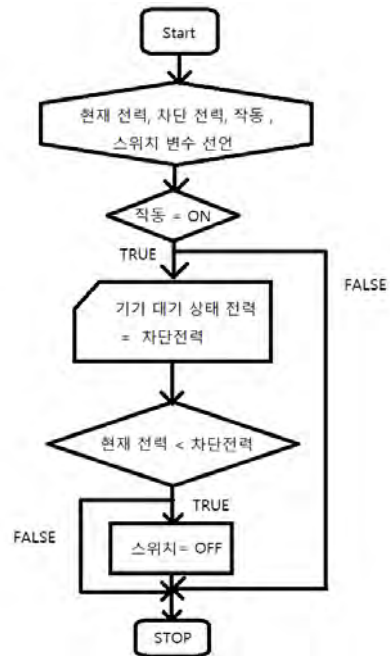 Start
현재 전력, 차단 전력, 작동 ,
스위치 변수 선언
작동 = ON
TRUE
FALSE
기기 대기 상태 전력
= 차단전력
현재 전력 < 차단전력
TRUE
FALSE
스위치= OFF
STOP